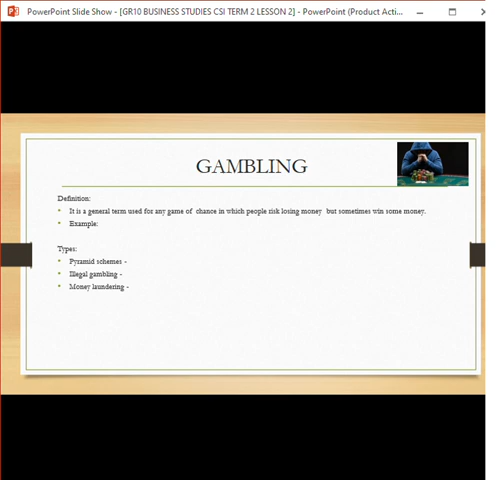 PowerPoint Slide Show - [GR10 BUSINESS STUDIES CSI TERM 2 LESSON 2] - PowerPoint (Product Acti...
GAMBLING
Definition:
• It is a general term used for any game of chance in which people risk losing money but sometimes win some money.
• Example:
Types:
• Pyramid schemes -
• Illegal gambling -
• Money laundering -